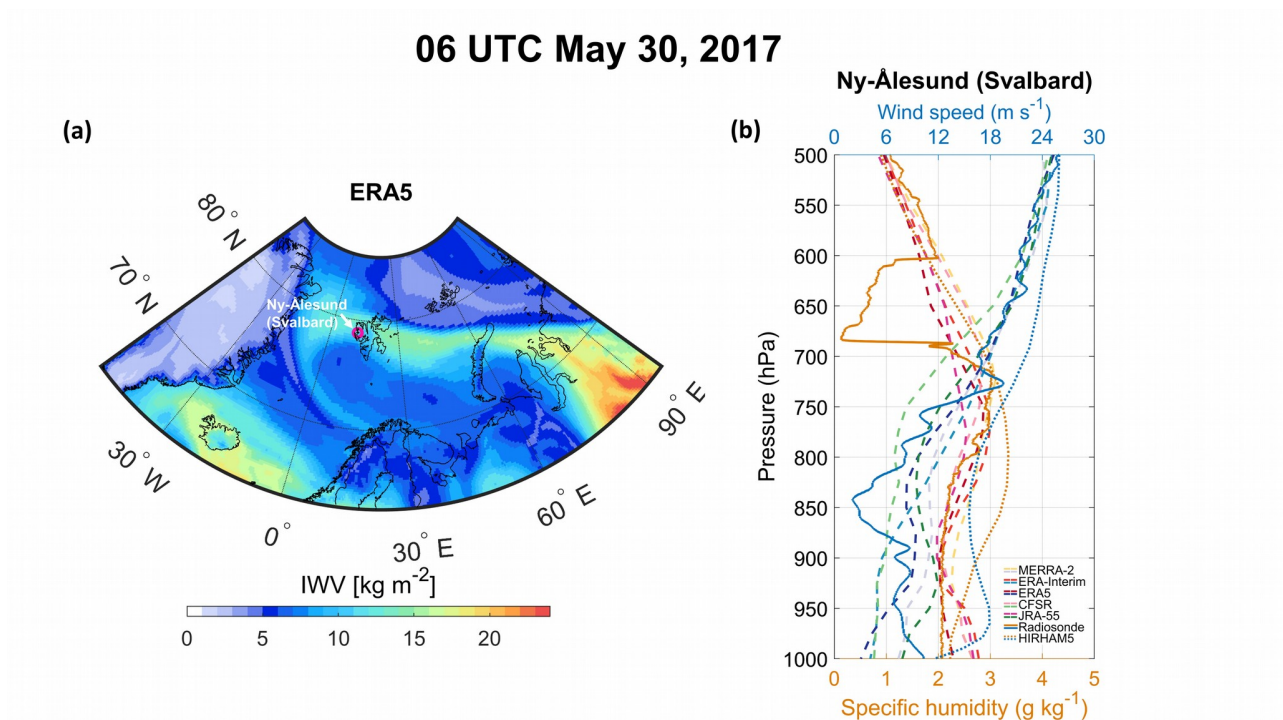 06 UTC May 30, 2017
(a)
ERA5
80° N
70° N
Ny-Ålesund
(Svalbard)
30° W
0°
30° E
60° E
90° E
IWV [kg m-2]
0 5 10 15 20
(b)
Ny-Ålesund (Svalbard)
Wind speed (m s-1)
0 6 12 18 24 30
Pressure (hPa)
500
550
600
650
700
750
800
850
900
950
1000
MERRA-2
ERA-Interim
ERA5
CFSR
JRA-55
Radiosonde
HIRHAM5
0 1 2 3 4 5
Specific humidity (g kg-1)